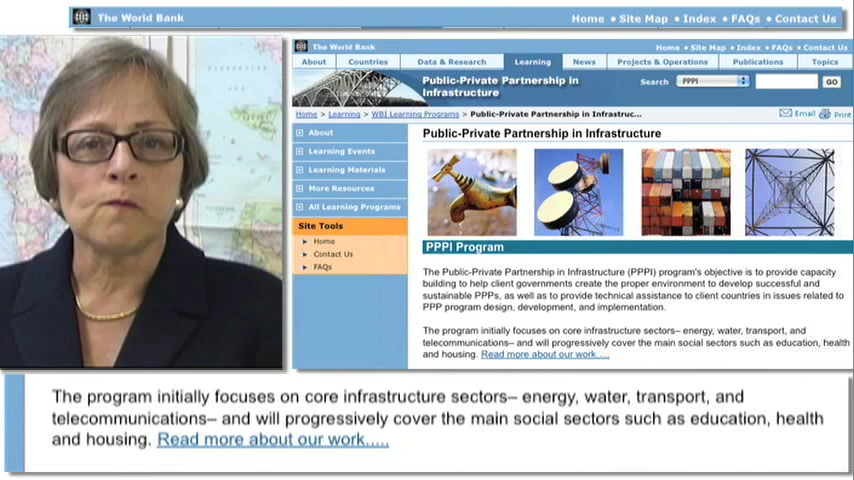 The World Bank
Home • Site Map • Index • FAQs • Contact Us
The World Bank
Home • Site Map • Index • FAQs • Contact Us
About Countries Data & Research Learning News Projects & Operations Publications Topics
Public-Private Partnership in
Infrastructure
Search PPPI GO
Home > Learning > WBI Learning Programs > Public-Private Partnership in Infrastruc...
Email Print
About
Learning Events
Learning Materials
More Resources
All Learning Programs
Site Tools
Home
Contact Us
FAQs
Public-Private Partnership in Infrastructure
PPPI Program
The Public-Private Partnership in Infrastructure (PPPI) program's objective is to provide capacity
building to help client governments create the proper environment to develop successful and
sustainable PPPs, as well as to provide technical assistance to client countries in issues related to
PPP program design, development, and implementation.
The program initially focuses on core infrastructure sectors– energy, water, transport, and
telecommunications– and will progressively cover the main social sectors such as education, health
and housing. Read more about our work.....
The program initially focuses on core infrastructure sectors– energy, water, transport, and
telecommunications– and will progressively cover the main social sectors such as education, health
and housing. Read more about our work.....